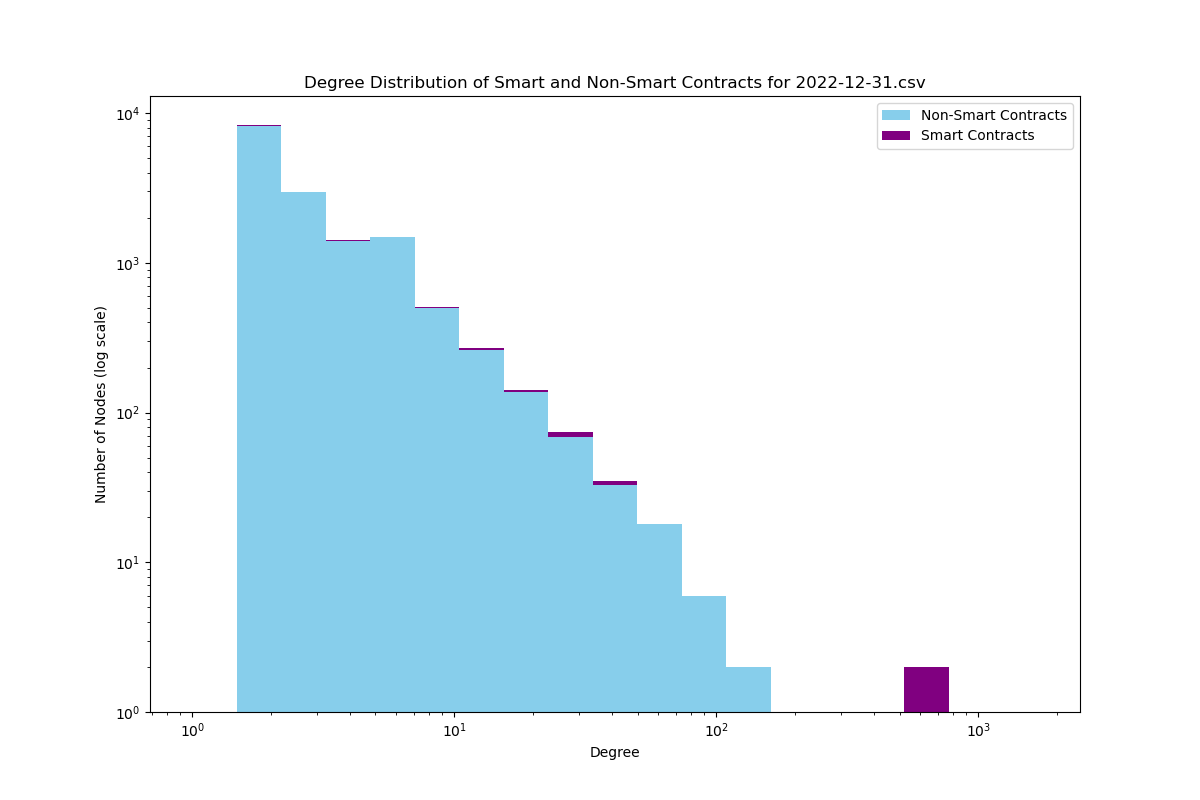 Degree Distribution of Smart and Non-Smart Contracts for 2022-12-31.csv
Non-Smart Contracts
Smart Contracts
Number of Nodes (log scale)
10⁴
10³
10²
10¹
10⁰
10⁰ 10¹ 10² 10³
Degree